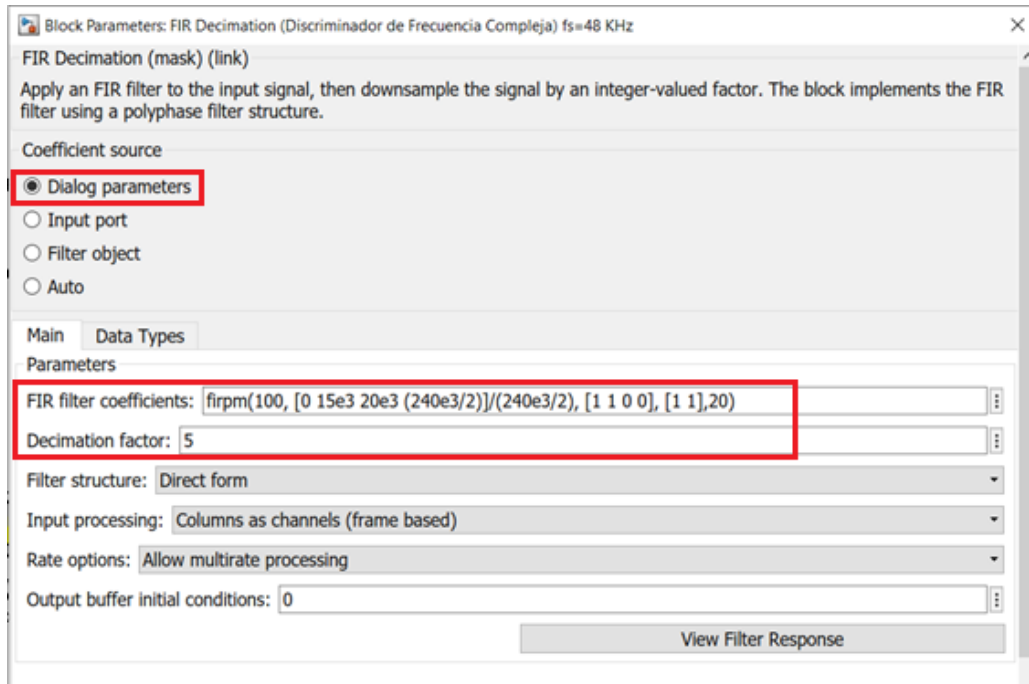 Block Parameters: FIR Decimation (Discriminador de Frecuencia Compleja) fs=48 KHz
FIR Decimation (mask) (link)
Apply an FIR filter to the input signal, then downsample the signal by an integer-valued factor. The block implements the FIR
filter using a polyphase filter structure.
Coefficient source
Dialog parameters
Input port
Filter object
Auto
Main Data Types
Parameters
FIR filter coefficients: firpm(100, [0 15e3 20e3 (240e3/2)]/(240e3/2), [1 1 0 0], [1 1],20)
Decimation factor: 5
Filter structure: Direct form
Input processing: Columns as channels (frame based)
Rate options: Allow multirate processing
Output buffer initial conditions: 0
View Filter Response